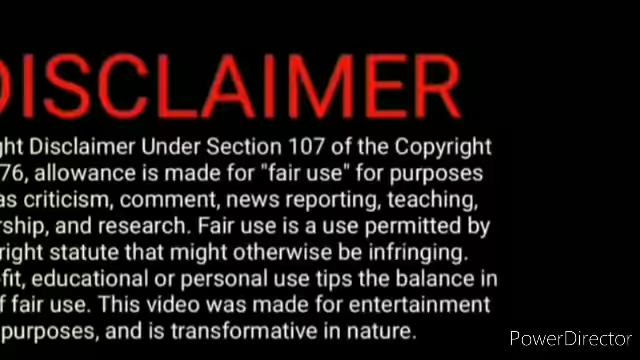 DISCLAIMER
ght Disclaimer Under Section 107 of the Copyright
76, allowance is made for "fair use" for purposes
as criticism, comment, news reporting, teaching,
rship, and research. Fair use is a use permitted by
right statute that might otherwise be infringing.
fit, educational or personal use tips the balance in
f fair use. This video was made for entertainment
purposes, and is transformative in nature.
PowerDirector